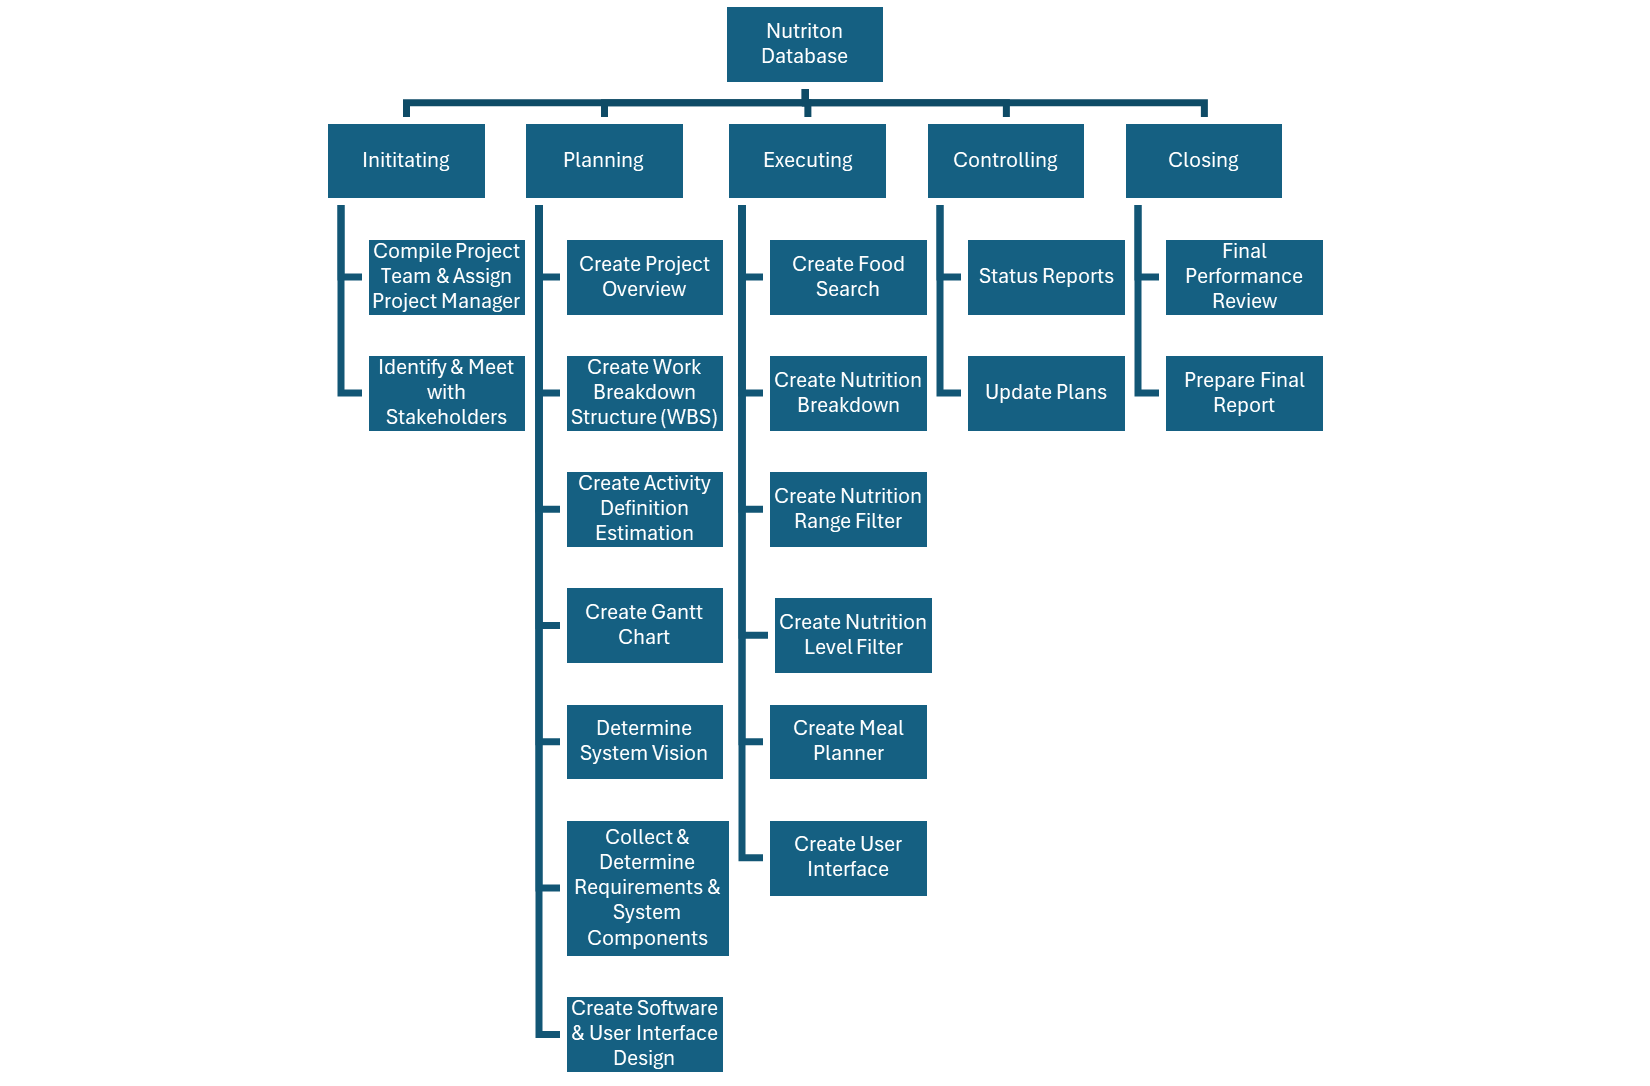 Nutriton
Database
Inititating
Planning
Executing
Controlling
Closing
Compile Project
Team & Assign
Project Manager
Identify & Meet
with
Stakeholders
Create Project
Overview
Create Work
Breakdown
Structure (WBS)
Create Activity
Definition
Estimation
Create Gantt
Chart
Determine
System Vision
Collect &
Determine
Requirements &
System
Components
Create Software
& User Interface
Design
Create Food
Search
Create Nutrition
Breakdown
Create Nutrition
Range Filter
Create Nutrition
Level Filter
Create Meal
Planner
Create User
Interface
Status Reports
Update Plans
Final
Performance
Review
Prepare Final
Report